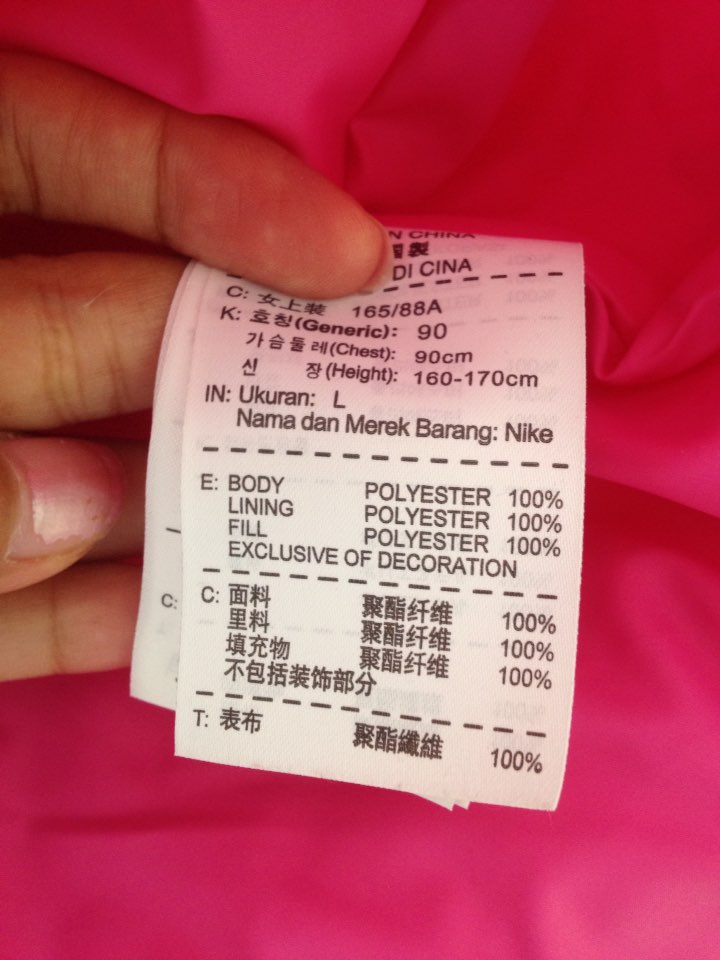 CHINA
製
DI CINA
C: 女上裝 165/88A
K: 호칭(Generic): 90
가슴둘레(Chest): 90cm
신 장(Height): 160-170cm
IN: Ukuran: L
Nama dan Merek Barang: Nike
E: BODY POLYESTER 100%
LINING POLYESTER 100%
FILL POLYESTER 100%
EXCLUSIVE OF DECORATION
C: 面料 聚酯纤维 100%
里料 聚酯纤维 100%
填充物 聚酯纤维 100%
不包括装饰部分
T: 表布 聚酯纖維 100%
C: